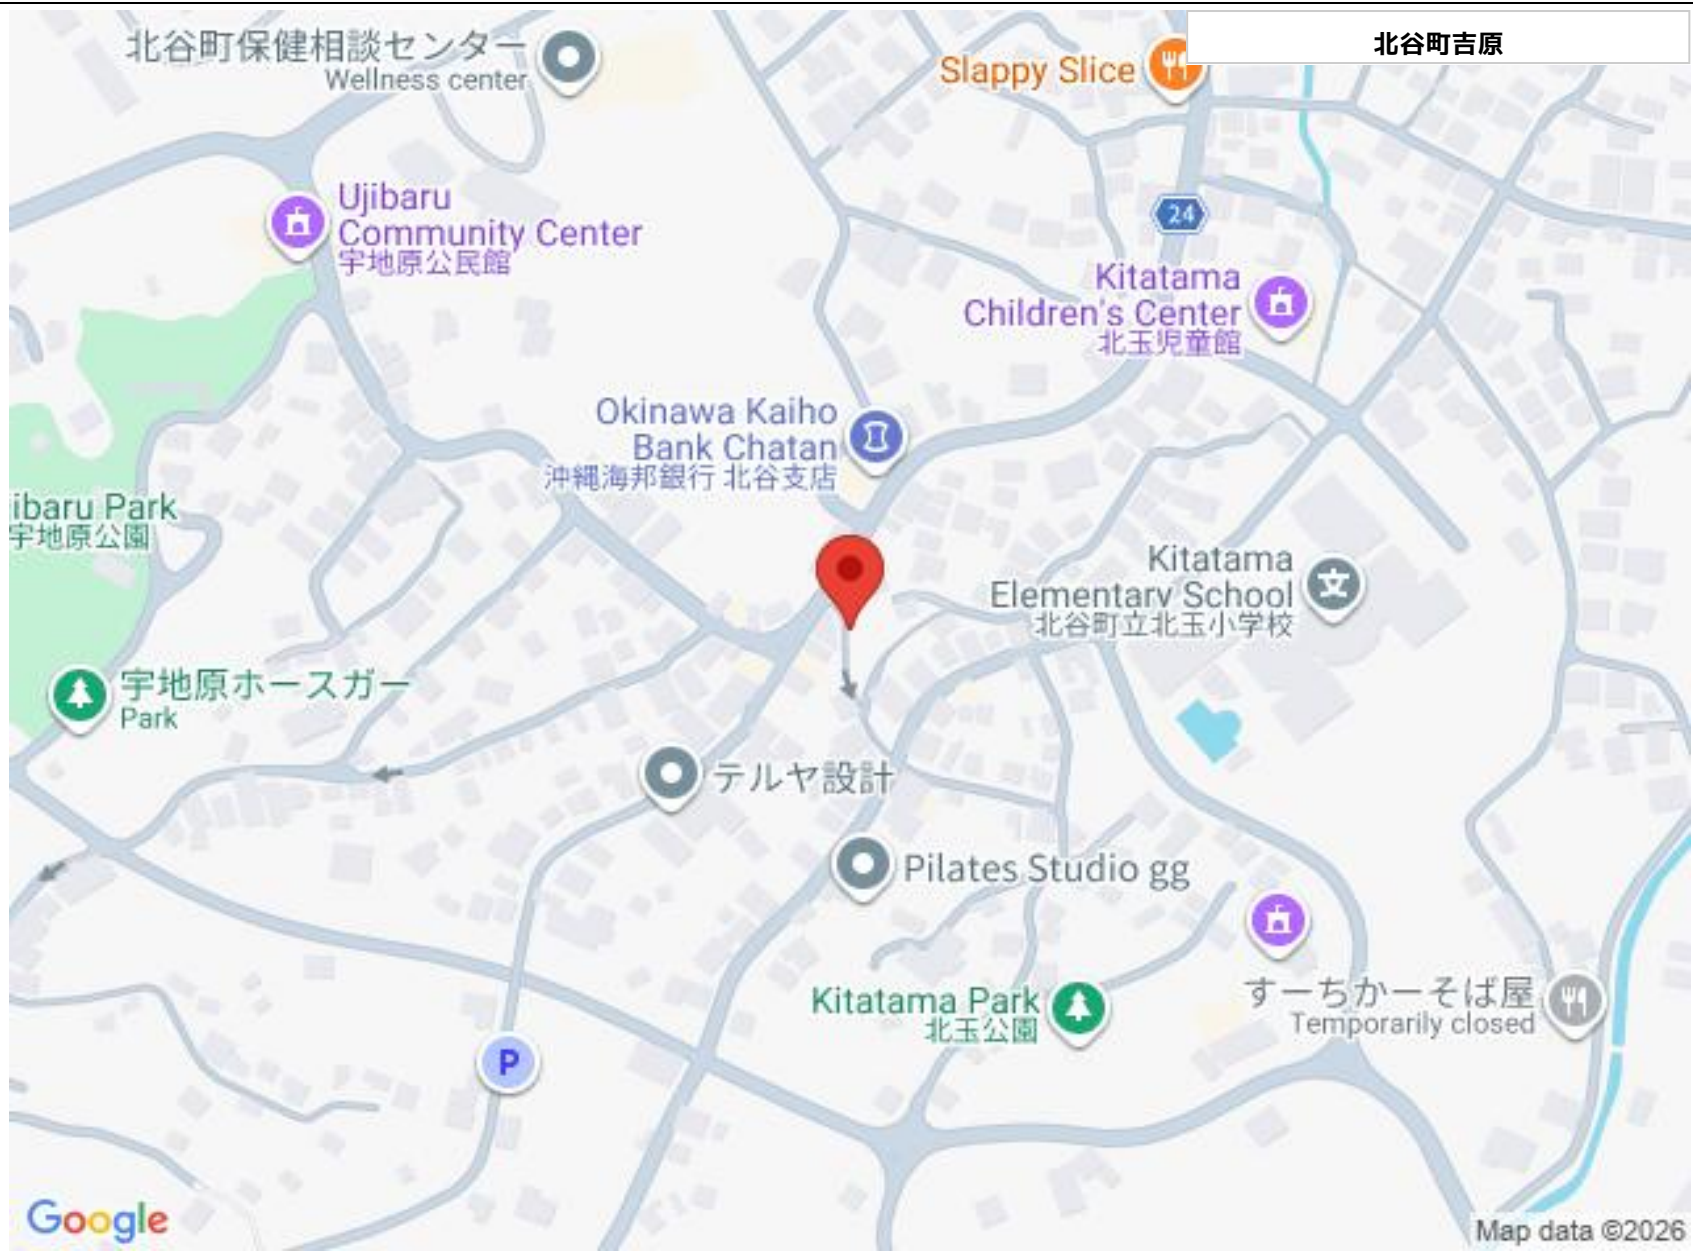 北谷町保健相談センター
Wellness center
Slappy Slice
北谷町吉原
Ujibaru
Community Center
宇地原公民館
24
Kitatama
Children's Center
北玉児童館
Okinawa Kaiho
Bank Chatan
沖縄海邦銀行 北谷支店
ibaru Park
宇地原公園
Kitatama
Elementary School
北谷町立北玉小学校
宇地原ホースガー
Park
テルヤ設計
Pilates Studio gg
Kitatama Park
北玉公園
すーちかーそば屋
Temporarily closed
P
Google
Map data ©2026